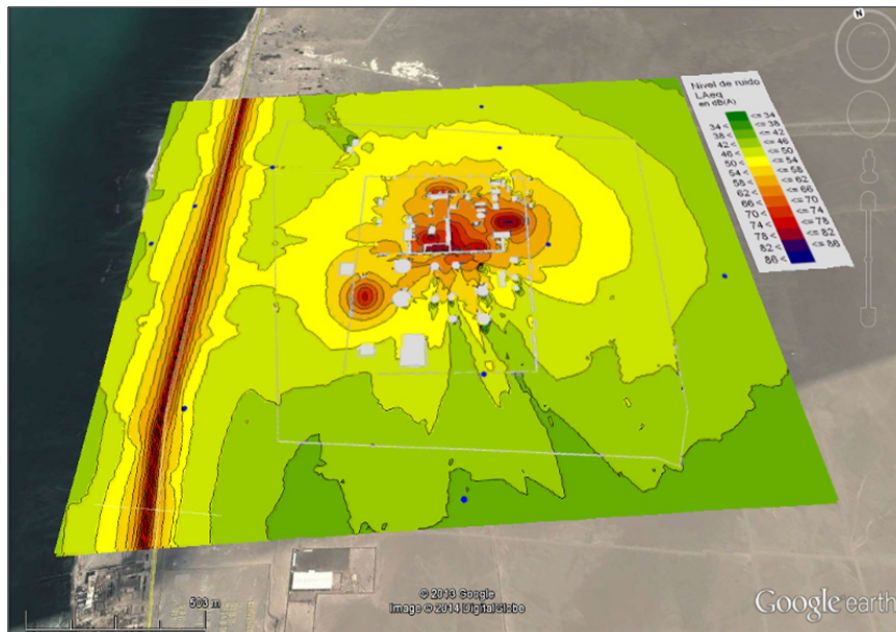 N
Nivel de ruido
LAeq
en dB(A)
<= 34
34 < <= 38
38 < <= 42
42 < <= 46
46 < <= 50
50 < <= 54
54 < <= 58
58 < <= 62
62 < <= 66
66 < <= 70
70 < <= 74
74 < <= 78
78 < <= 82
82 < <= 86
86 <
503 m
© 2013 Google
Image © 2014 DigitalGlobe
Google earth